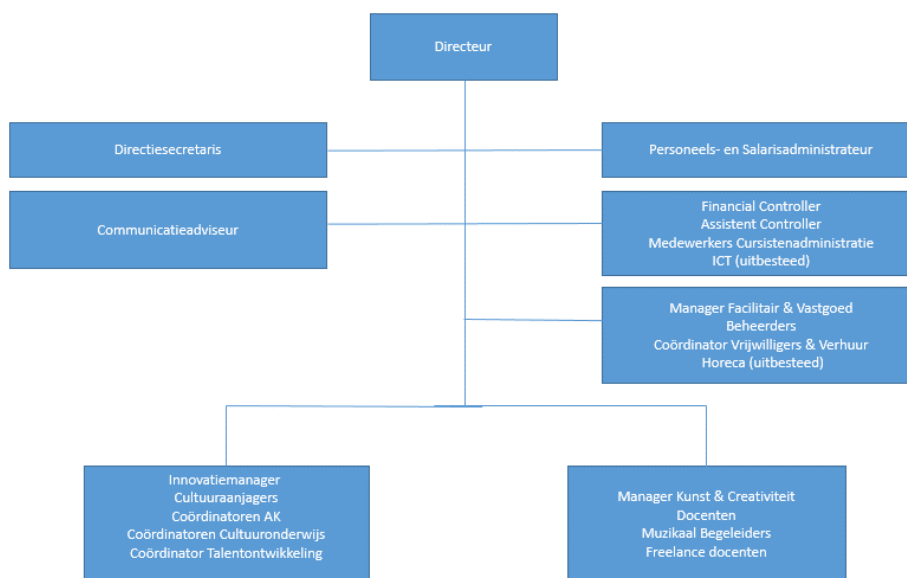 Directeur
Directiesecretaris
Personeels- en Salarisadministrateur
Communicatieadviseur
Financial Controller
Assistent Controller
Medewerkers Cursistenadministratie
ICT (uitbesteed)
Manager Facilitair & Vastgoed
Beheerders
Coördinator Vrijwilligers & Verhuur
Horeca (uitbesteed)
Innovatiemanager
Cultuuraanjagers
Coördinatoren AK
Coördinatoren Cultuuronderwijs
Coördinator Talentontwikkeling
Manager Kunst & Creativiteit
Docenten
Muzikaal Begeleiders
Freelance docenten